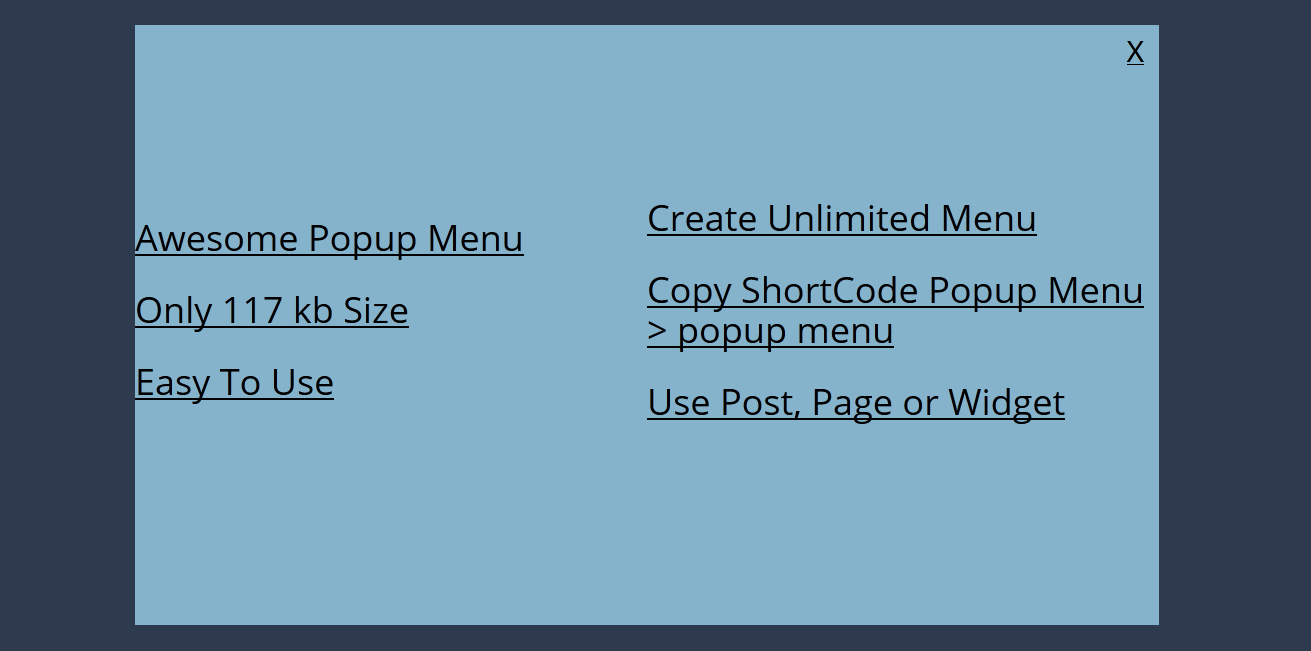 X
Awesome Popup Menu
Only 117 kb Size
Easy To Use
Create Unlimited Menu
Copy ShortCode Popup Menu
> popup menu
Use Post, Page or Widget